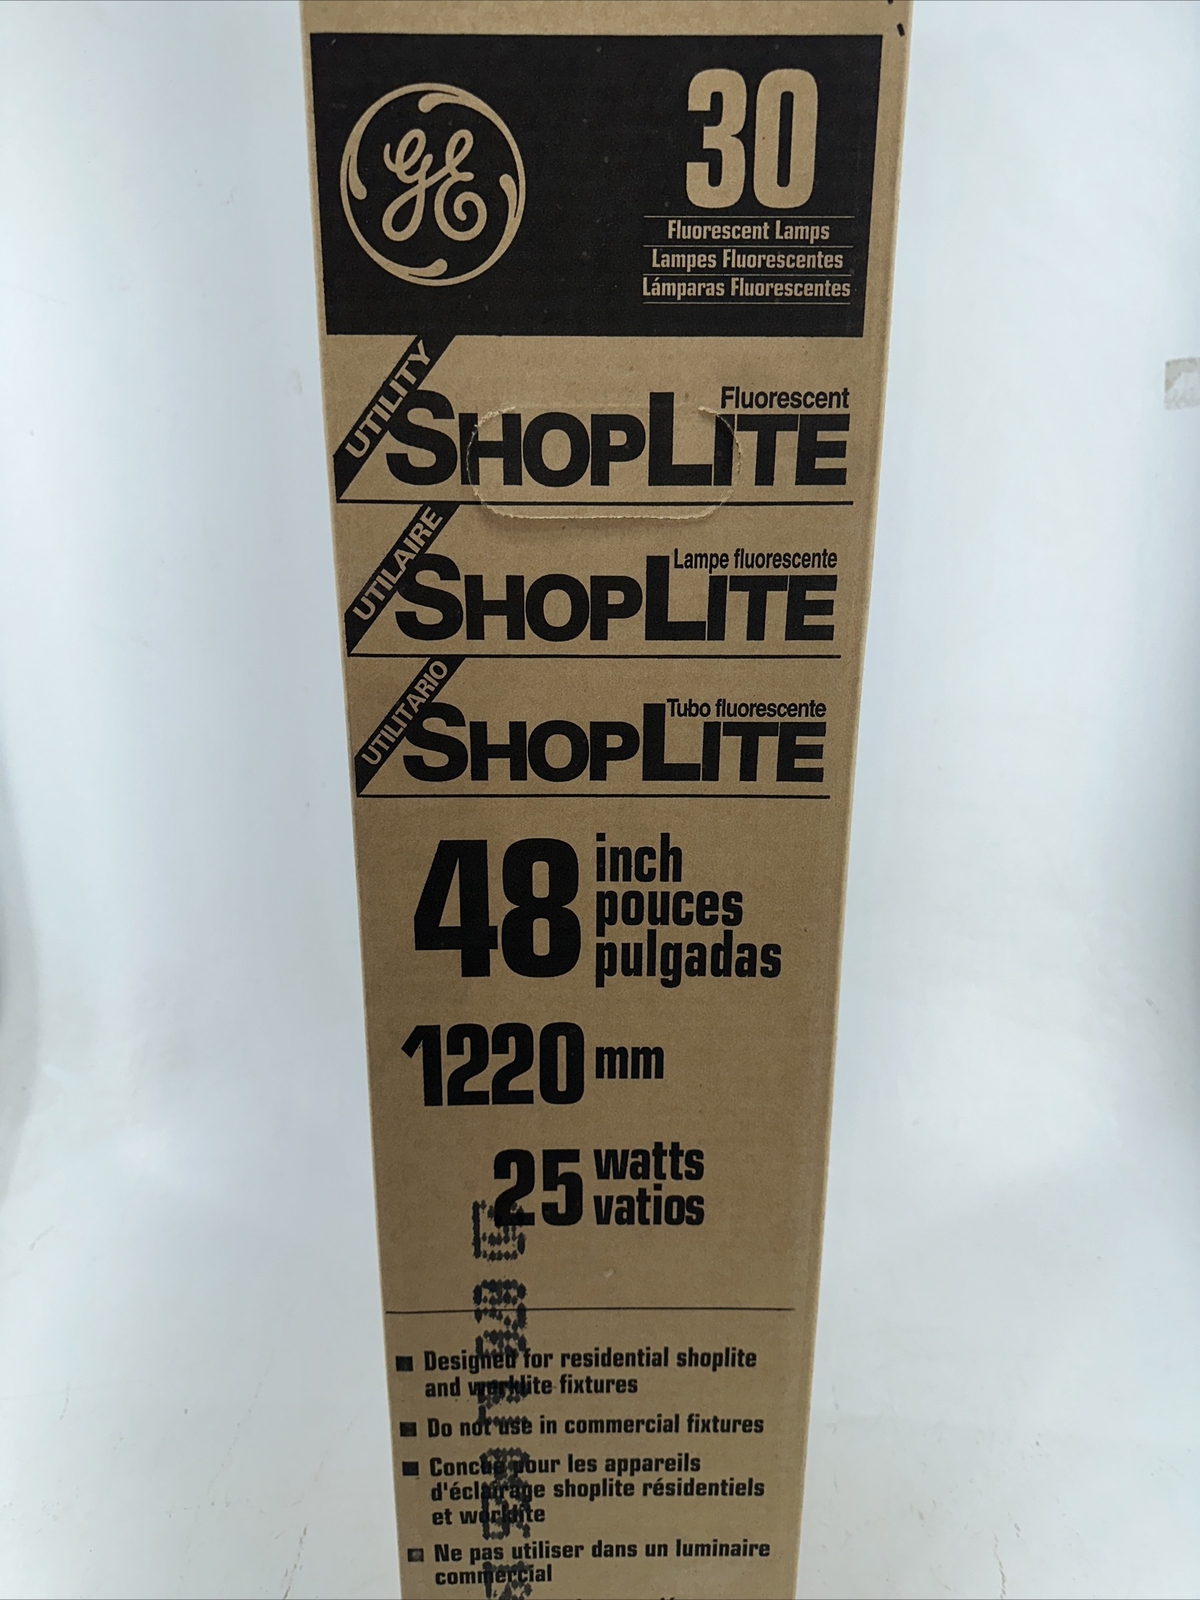 GE
30
Fluorescent Lamps
Lampes Fluorescentes
Lámparas Fluorescentes
UTILITY
Fluorescent
SHOPLITE
UTILAIRE
Lampe fluorescente
SHOPLITE
UTILITARIO
Tubo fluorescente
SHOPLITE
48 inch
pouces
pulgadas
1220 mm
25 watts
vatios
Designed for residential shoplite
and worklite fixtures
Do not use in commercial fixtures
Conçue pour les appareils
d'éclairage shoplite résidentiels
et worklite
Ne pas utiliser dans un luminaire
commercial